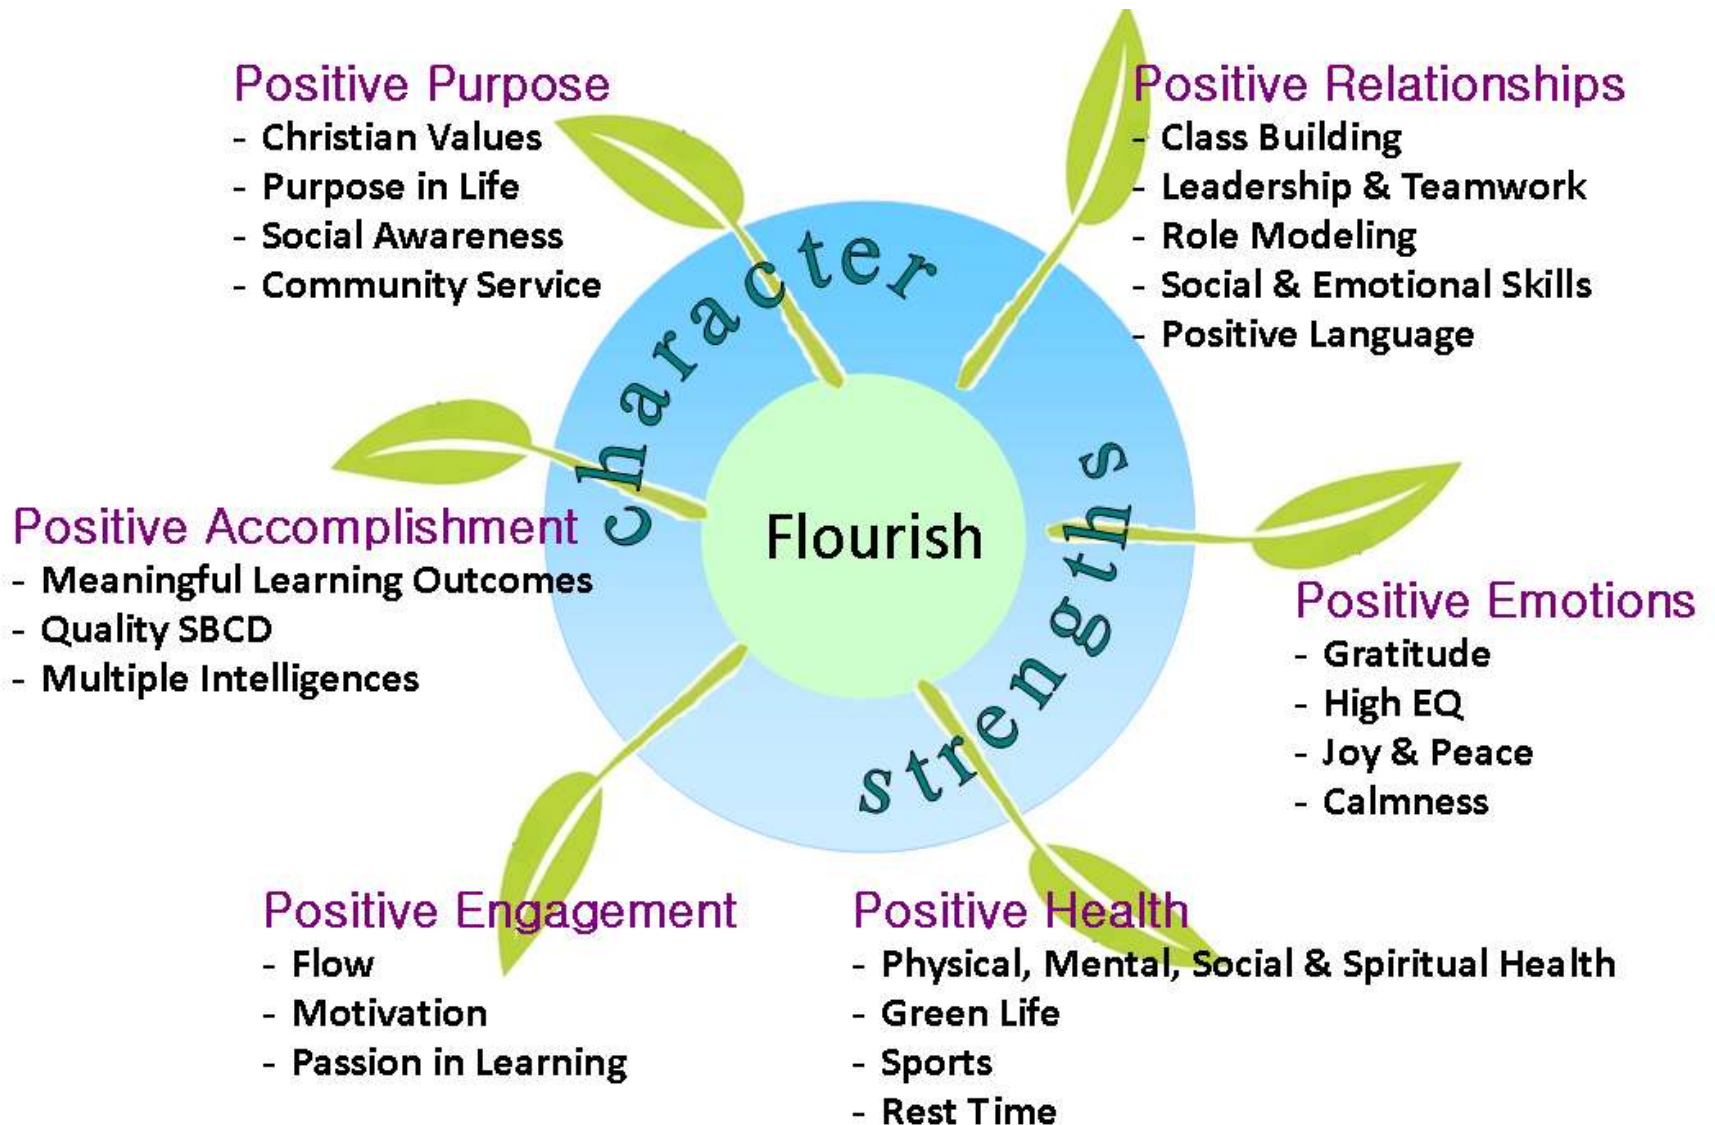 Positive Purpose
- Christian Values
- Purpose in Life
- Social Awareness
- Community Service
Positive Relationships
- Class Building
- Leadership & Teamwork
- Role Modeling
- Social & Emotional Skills
- Positive Language
character
strengths
Flourish
Positive Accomplishment
- Meaningful Learning Outcomes
- Quality SBCD
- Multiple Intelligences
Positive Emotions
- Gratitude
- High EQ
- Joy & Peace
- Calmness
Positive Engagement
- Flow
- Motivation
- Passion in Learning
Positive Health
- Physical, Mental, Social & Spiritual Health
- Green Life
- Sports
- Rest Time